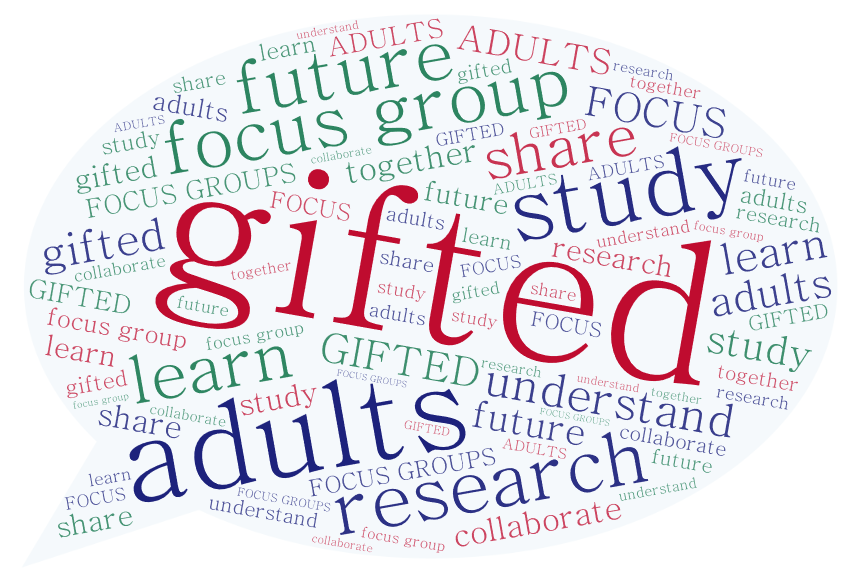 understand
learn
ADULTS
ADULTS
future
share
gifted
research
together
adults
focus group
FOCUS
ADULTS
study
GIFTED
GIFTED
share
FOCUS GROUPS
gifted
collaborate
together
study
ADULTS
ADULTS
future
FOCUS GROUPS
FOCUS
future
adults
research
gifted
gifted
adults
learn
understand
focus group
collaborate
together
share
FOCUS
research
learn
GIFTED
future
study
gifted
share
adults
focus group
adults
study
FOCUS
GIFTED
learn
focus group
GIFTED
study
gifted
learn
research
understand
together
together
focus group
FOCUS GROUPS
understand
research
share
collaborate
study
adults
future
FOCUS GROUPS
collaborate
GIFTED
ADULTS
learn
FOCUS
FOCUS GROUPS
FOCUS GROUPS
research
future
understand
share
understand
focus group
collaborate
collaborate